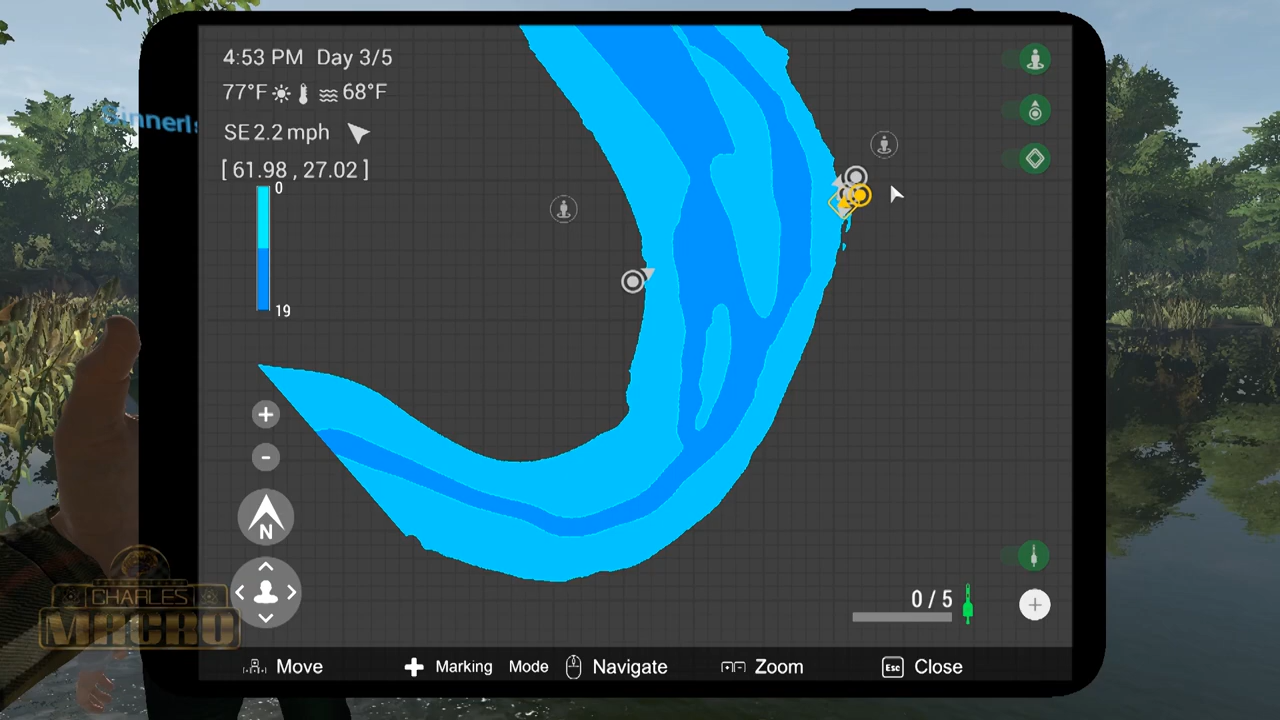 4:53 PM Day 3/5
77°F 68°F
SE 2.2 mph
[ 61.98 , 27.02 ]
0
19
+
-
N
CHARLES
MACRO
0 / 5
+
Move
Marking Mode
Navigate
Zoom
Esc Close